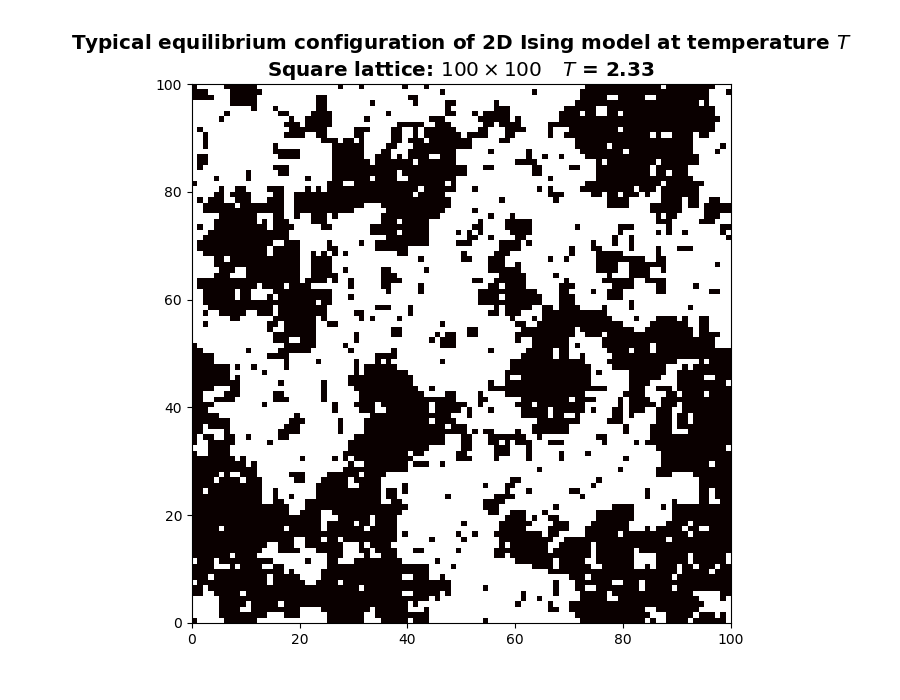 Typical equilibrium configuration of 2D Ising model at temperature T
Square lattice: 100 × 100 T = 2.33
100
80
60
40
20
0
0 20 40 60 80 100